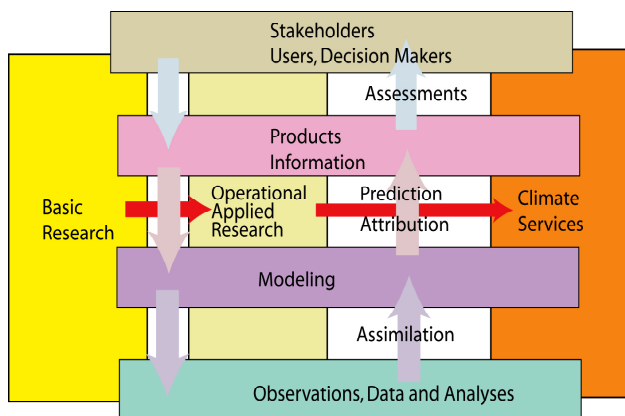 Stakeholders
Users, Decision Makers
Assessments
Products
Information
Basic
Research
Operational
Applied
Research
Prediction
Attribution
Climate
Services
Modeling
Assimilation
Observations, Data and Analyses